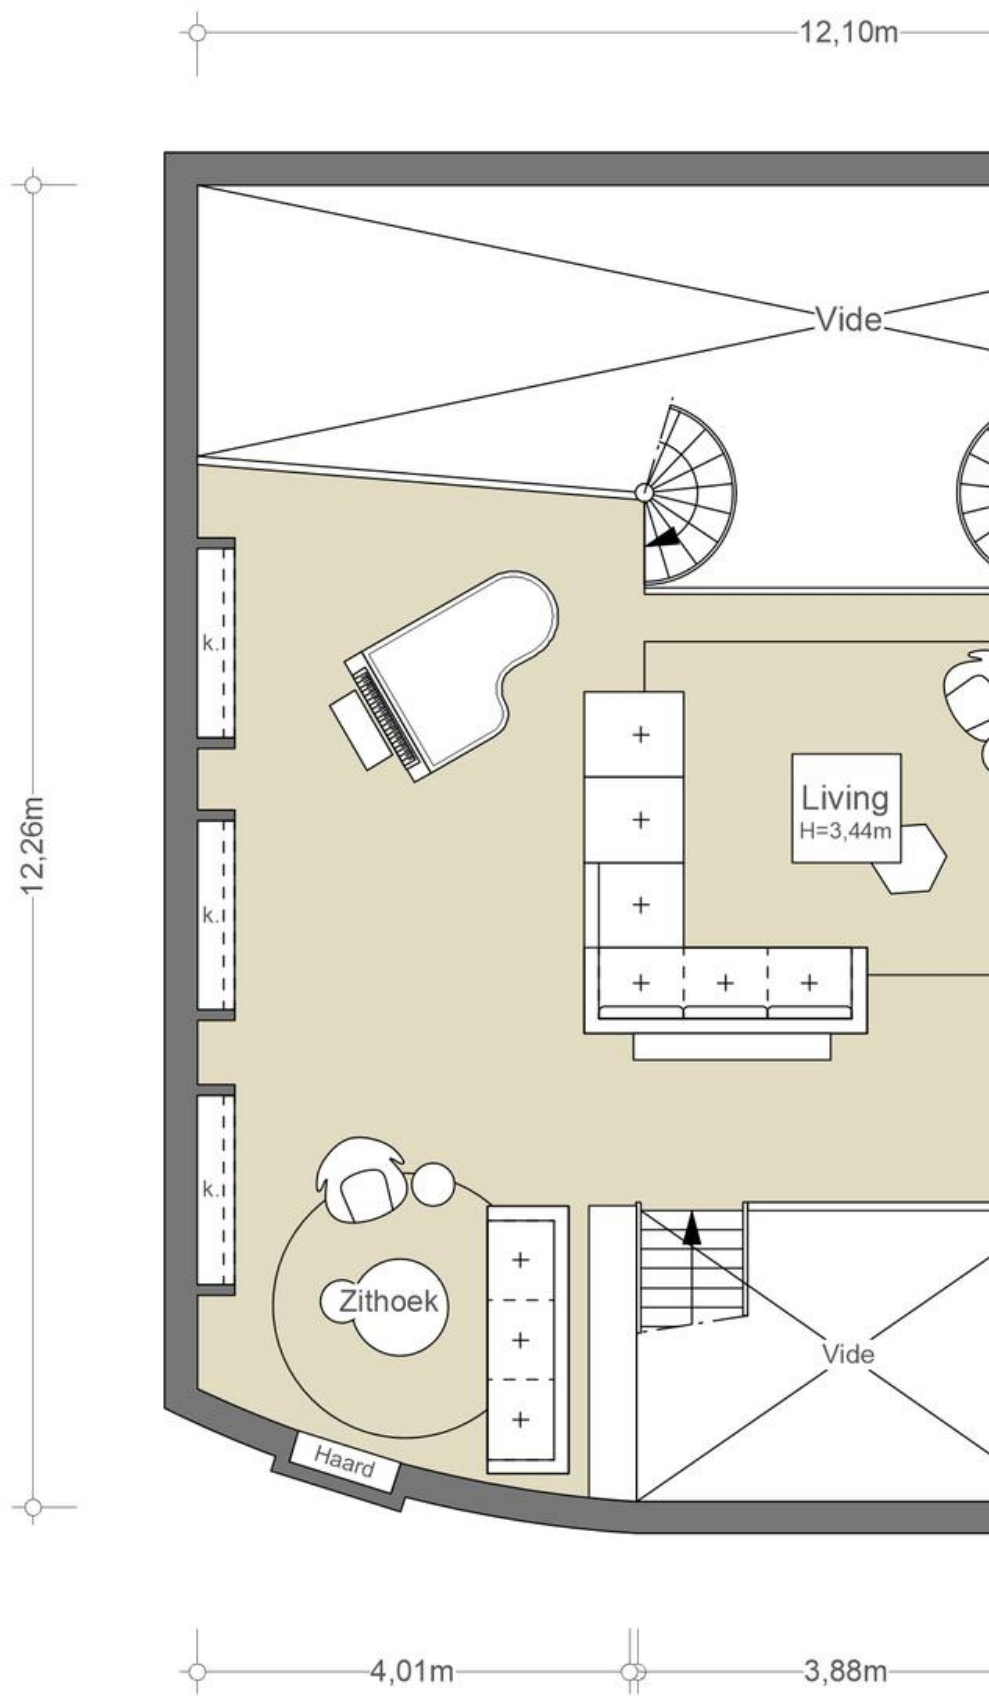 12,10m
Vide
k.
Living
H=3,44m
12,26m
k.
k.
Zithoek
Vide
Haard
4,01m
3,88m